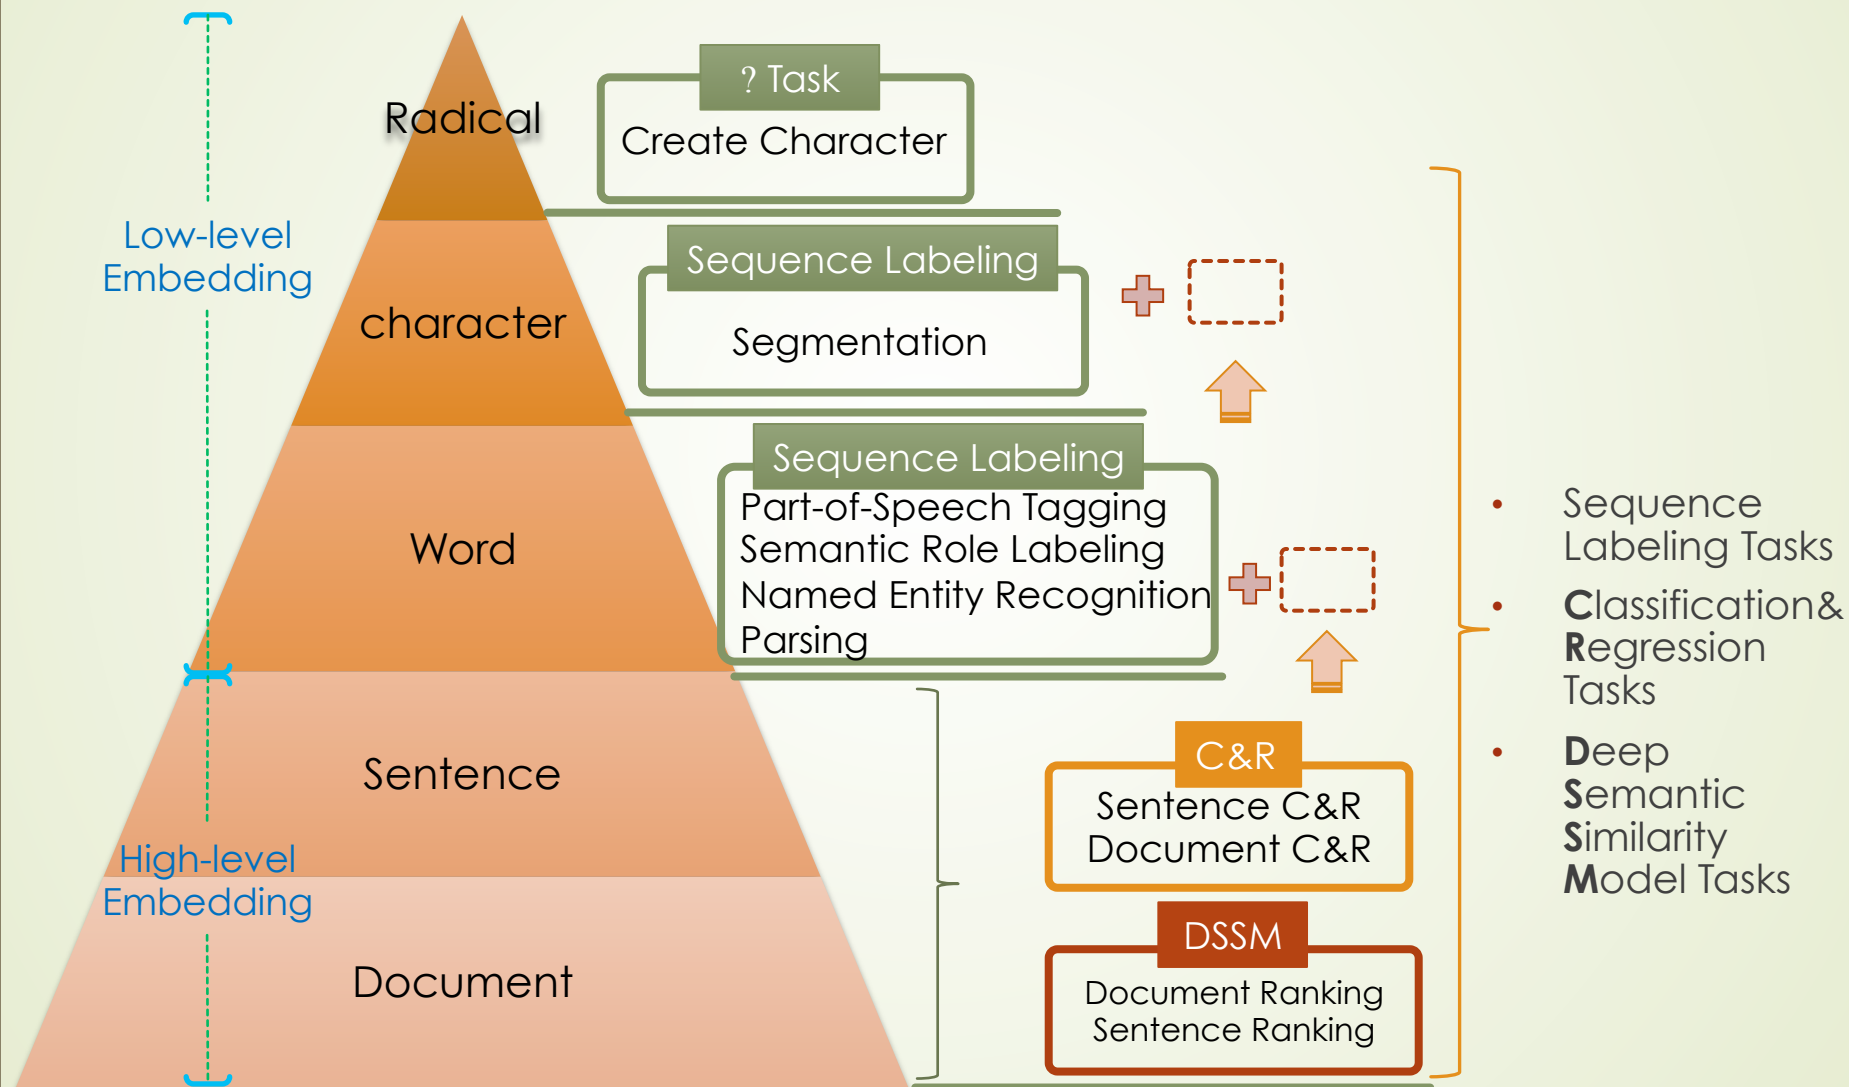 Low-level
Embedding
High-level
Embedding
Radical
character
Word
Sentence
Document
? Task
Create Character
Sequence Labeling
Segmentation
Sequence Labeling
Part-of-Speech Tagging
Semantic Role Labeling
Named Entity Recognition
Parsing
C&R
Sentence C&R
Document C&R
DSSM
Document Ranking
Sentence Ranking
• Sequence
Labeling Tasks
• Classification&
Regression
Tasks
• Deep
Semantic
Similarity
Model Tasks